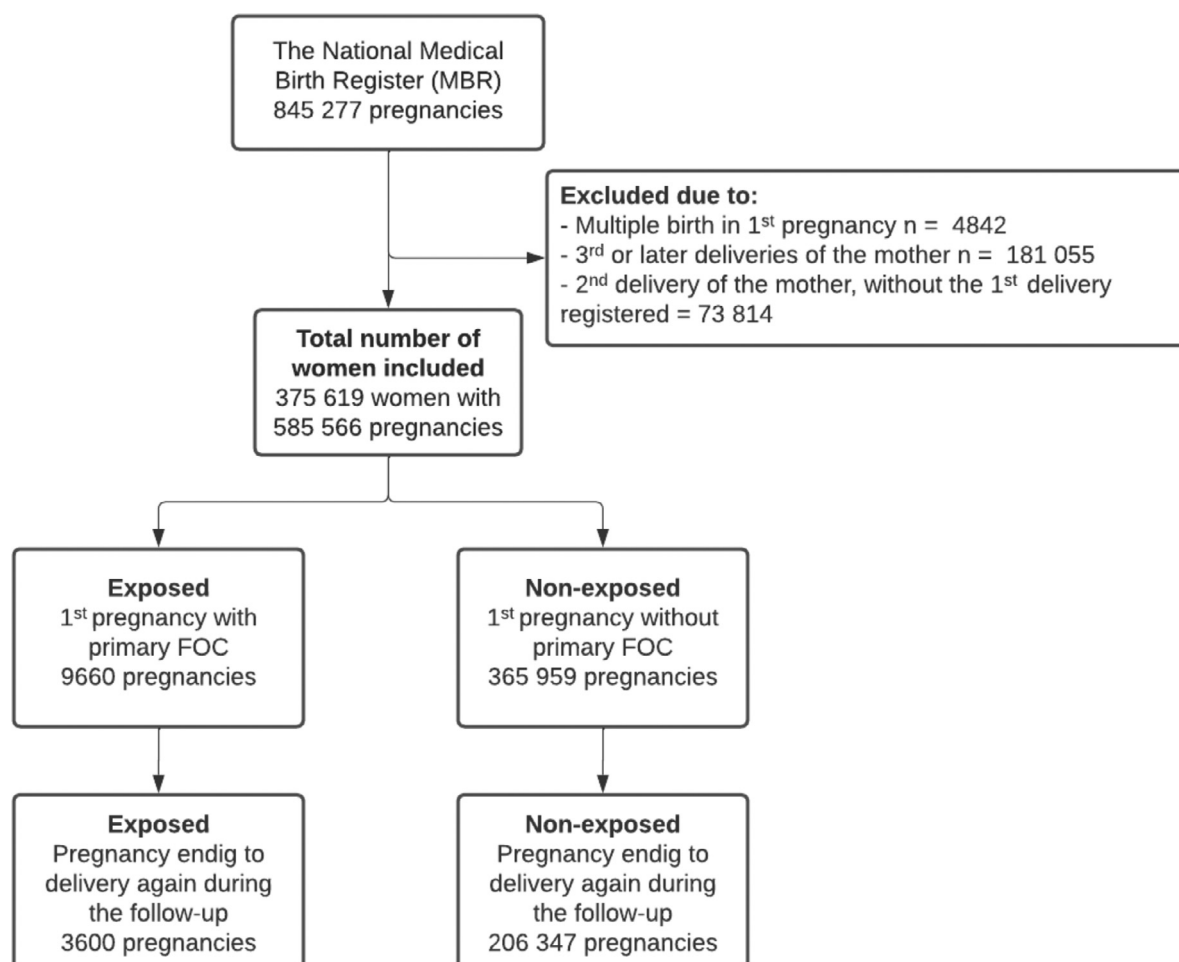 The National Medical
Birth Register (MBR)
845 277 pregnancies
Excluded due to:
- Multiple birth in 1st pregnancy n =  4842
- 3rd or later deliveries of the mother n =  181 055
- 2nd delivery of the mother, without the 1st delivery
registered = 73 814
Total number of
women included
375 619 women with
585 566 pregnancies
Exposed
1st pregnancy with
primary FOC
9660 pregnancies
Non-exposed
1st pregnancy without
primary FOC
365 959 pregnancies
Exposed
Pregnancy endig to
delivery again during
the follow-up
3600 pregnancies
Non-exposed
Pregnancy endig to
delivery again during
the follow-up
206 347 pregnancies